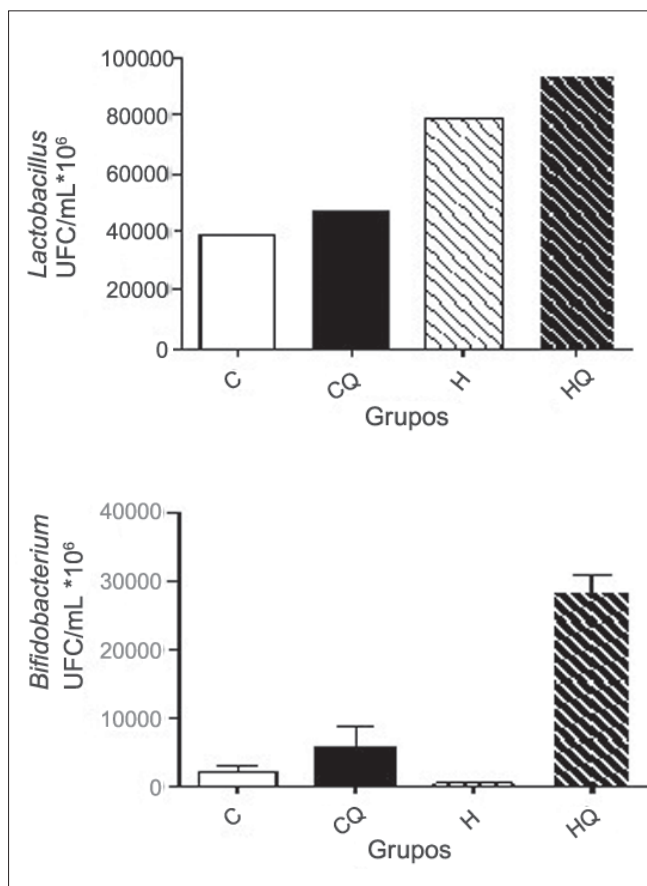 Lactobacillus
UFC/mL*10⁶
100000
80000
60000
40000
20000
0
C
CQ
H
HQ
Grupos
Bifidobacterium
UFC/mL *10⁶
40000
30000
20000
10000
0
C
CQ
H
HQ
Grupos